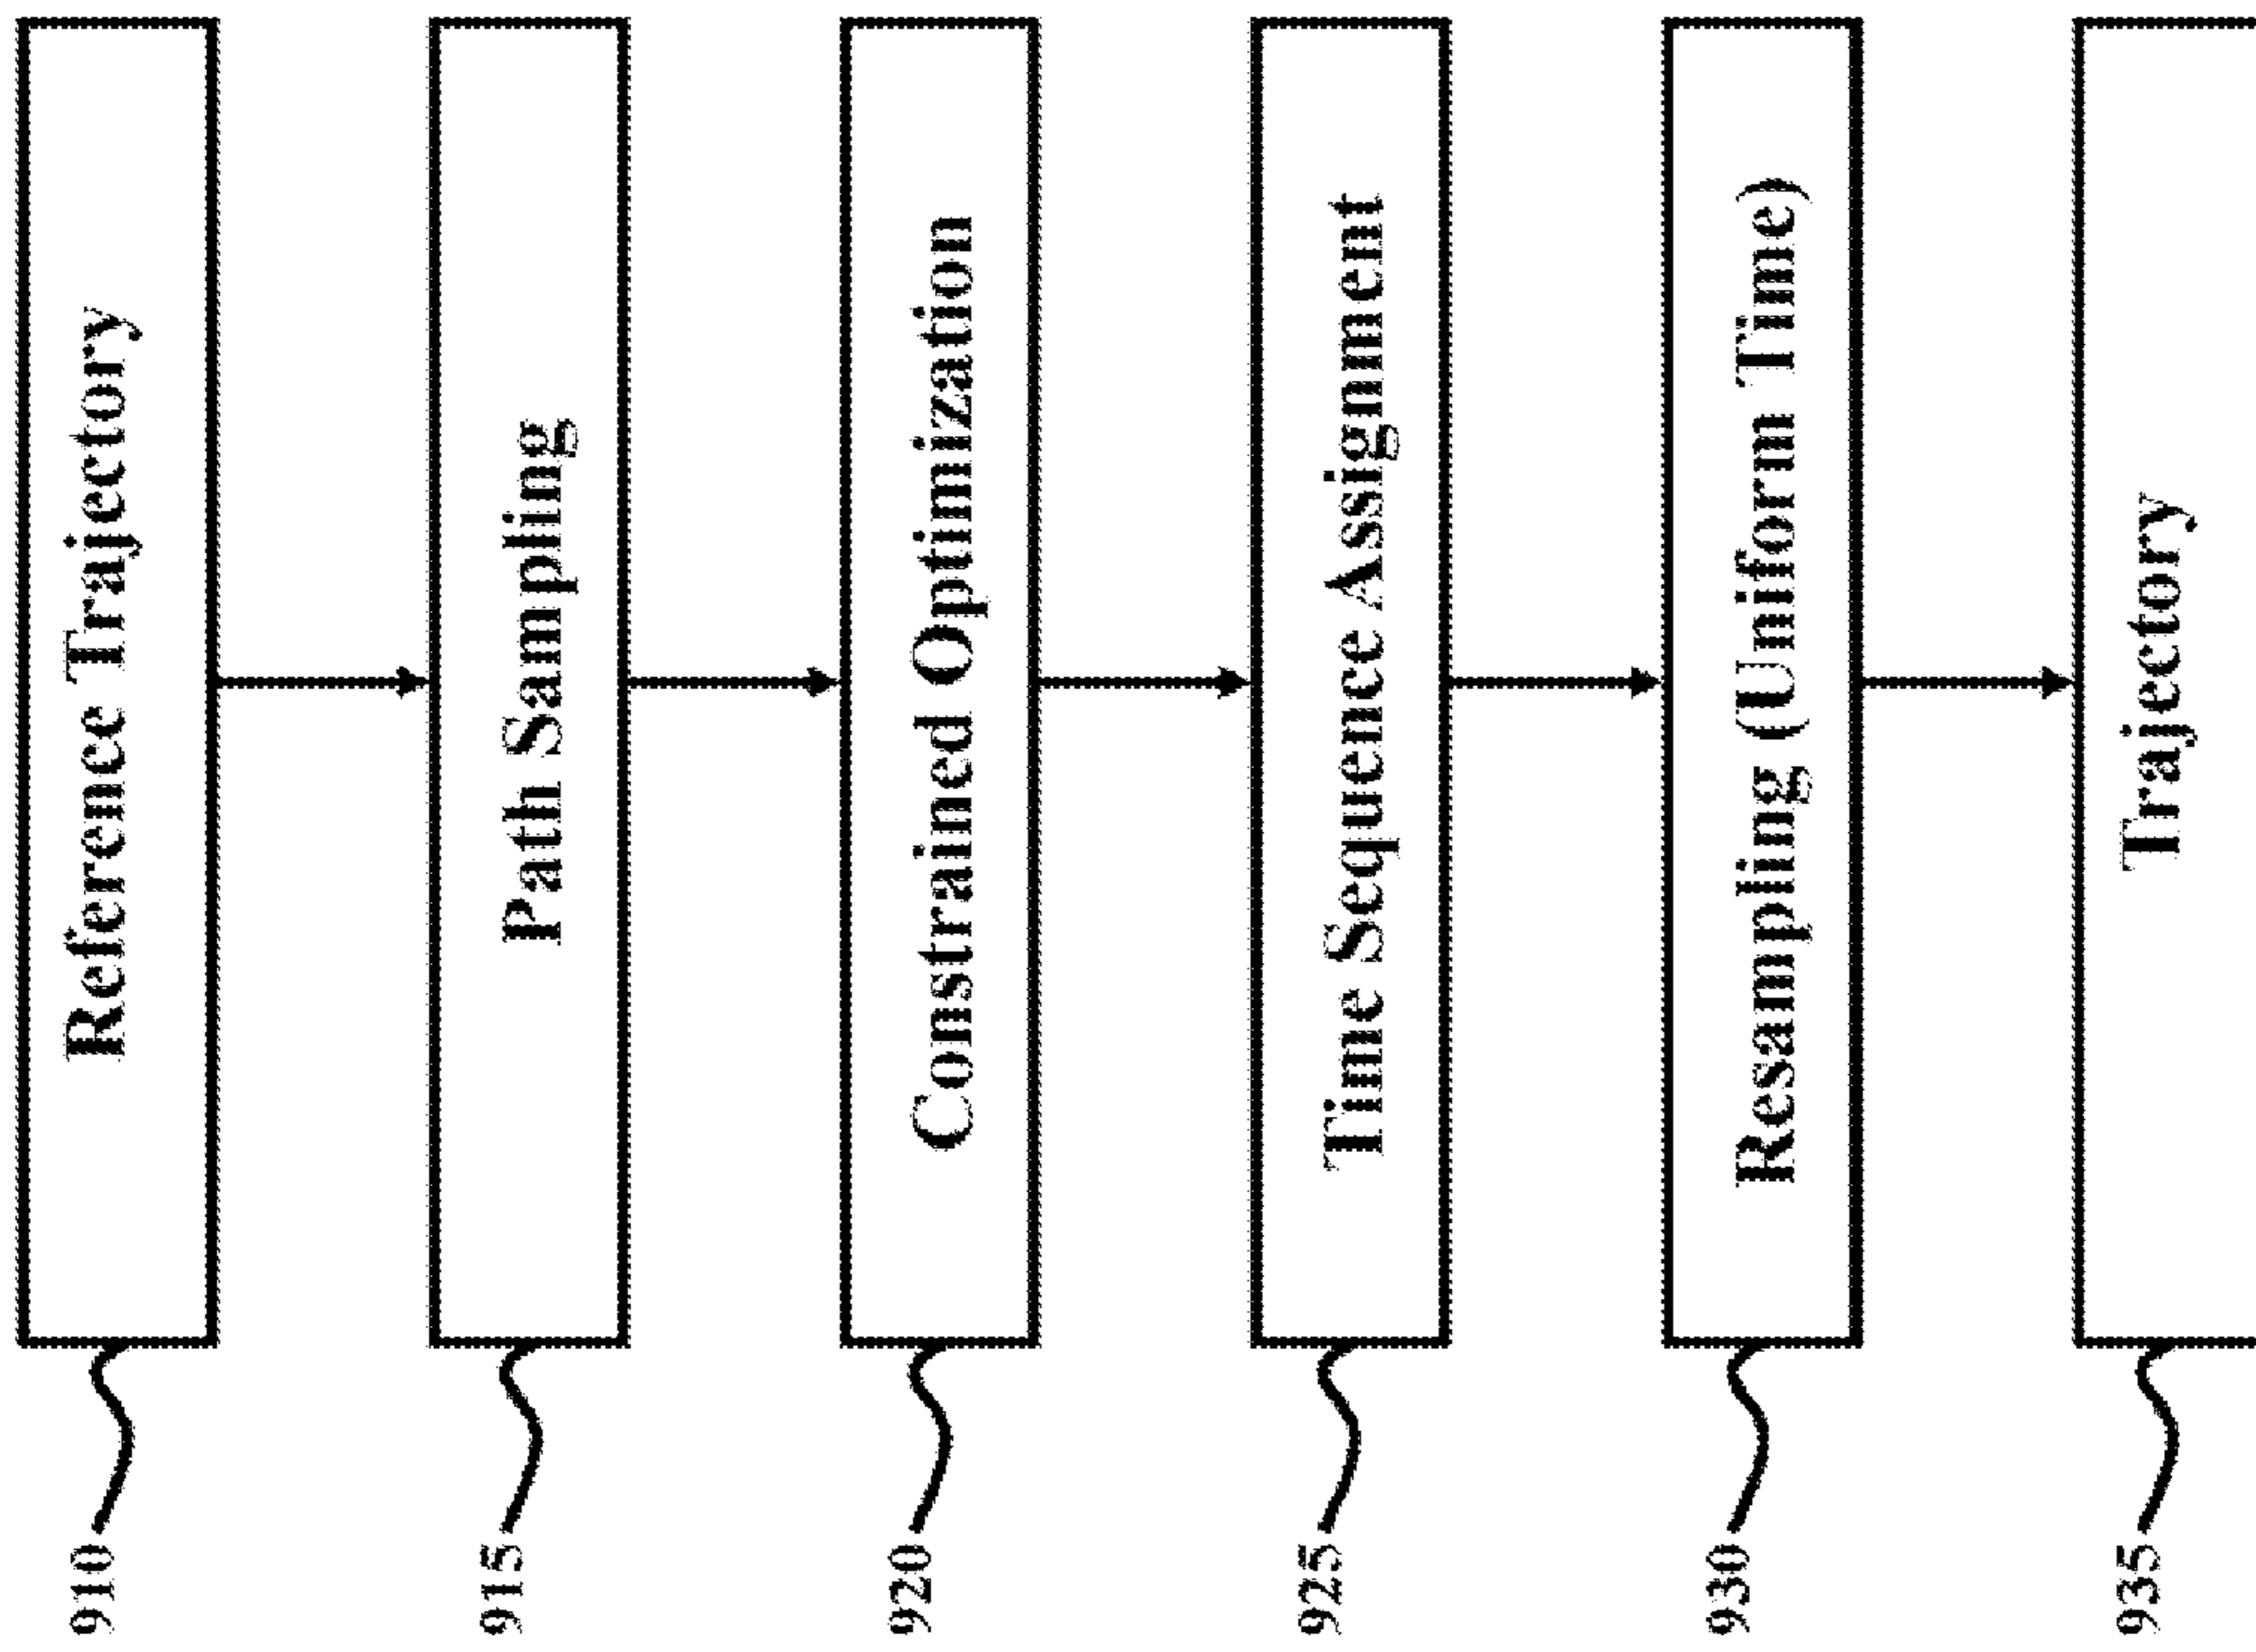 910
Reference Trajectory
915
Path Sampling
920
Constrained Optimization
925
Time Sequence Assignment
930
Resampling (Uniform Time)
935
Trajectory